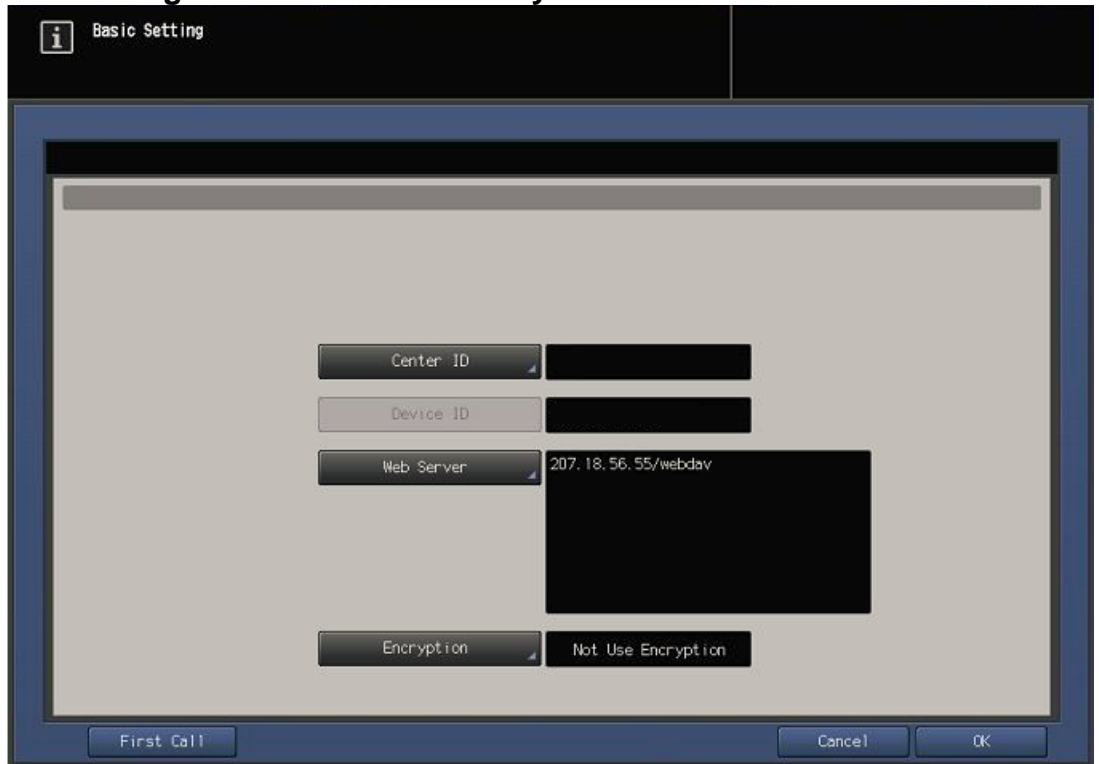 Basic Setting
Center ID
Device ID
Web Server 207.18.56.55/webdav
Encryption Not Use Encryption
First Call Cancel OK